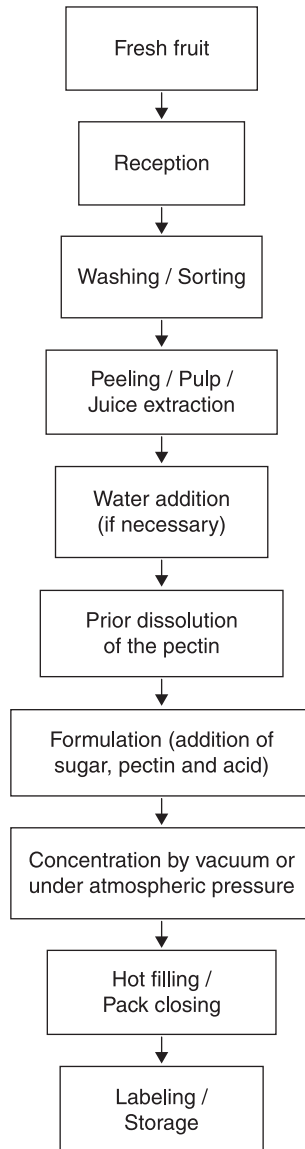 Fresh fruit
Reception
Washing / Sorting
Peeling / Pulp /
Juice extraction
Water addition
(if necessary)
Prior dissolution
of the pectin
Formulation (addition of
sugar, pectin and acid)
Concentration by vacuum or
under atmospheric pressure
Hot filling /
Pack closing
Labeling /
Storage